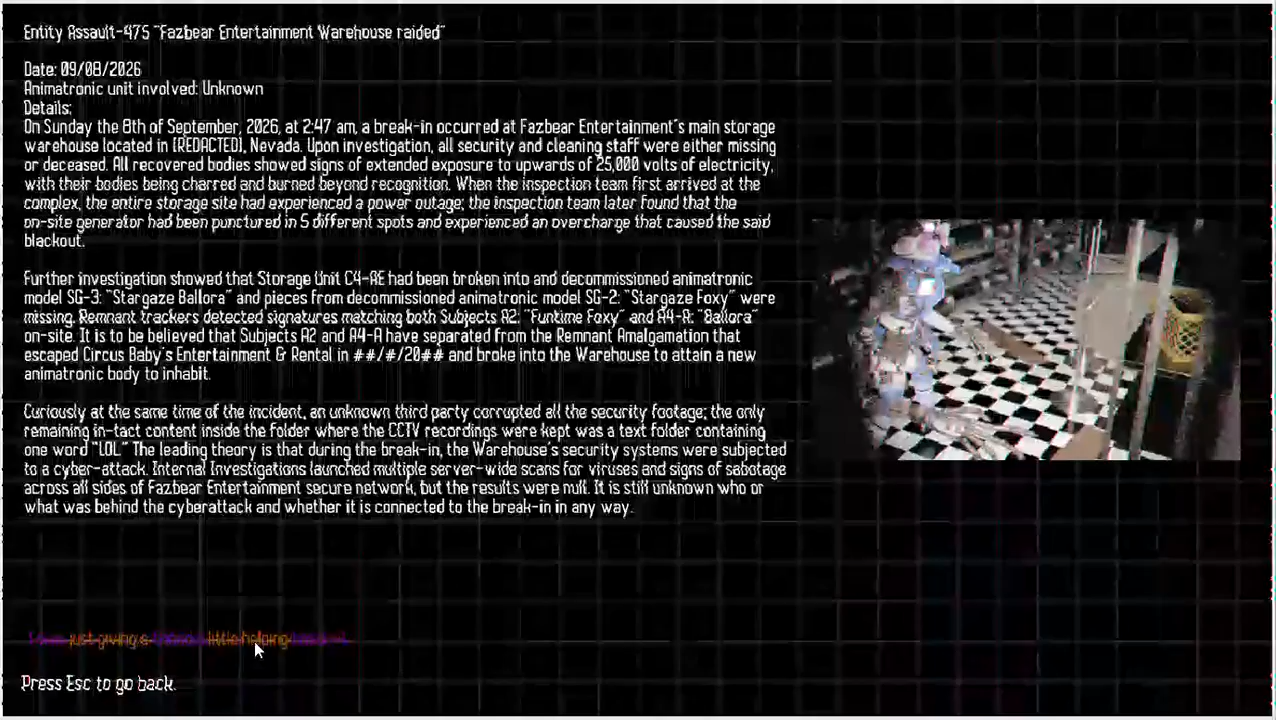 Entity Assault-475 "Fazbear Entertainment Warehouse raided"
Date: 09/08/2026
Animatronic unit involved: Unknown
Details:
On Sunday the 8th of September, 2026, at 2:47 am, a break-in occurred at Fazbear Entertainment's main storage
warehouse located in [REDACTED], Nevada. Upon investigation, all security and cleaning staff were either missing
or deceased. All recovered bodies showed signs of extended exposure to upwards of 25,000 volts of electricity,
with their bodies being charred and burned beyond recognition. When the inspection team first arrived at the
complex, the entire storage site had experienced a power outage; the inspection team later found that the
on-site generator had been punctured in 5 different spots and experienced an overcharge that caused the said
blackout.
Further investigation showed that Storage Unit C4-AE had been broken into and decommissioned animatronic
model SG-3: "Stargaze Ballora" and pieces from decommissioned animatronic model SG-2: "Stargaze Foxy" were
missing. Remnant trackers detected signatures matching both Subjects A2: "Funtime Foxy" and A4-A: "Ballora"
on-site. It is to be believed that Subjects A2 and A4-A have separated from the Remnant Amalgamation that
escaped Circus Baby's Entertainment & Rental in ##/#/20## and broke into the Warehouse to attain a new
animatronic body to inhabit.
Curiously at the same time of the incident, an unknown third party corrupted all the security footage; the only
remaining in-tact content inside the folder where the CCTV recordings were kept was a text folder containing
one word "LOL" The leading theory is that during the break-in, the Warehouse's security systems were subjected
to a cyber-attack. Internal Investigations launched multiple server-wide scans for viruses and signs of sabotage
across all sides of Fazbear Entertainment secure network, but the results were null. It is still unknown who or
what was behind the cyberattack and whether it is connected to the break-in in any way.
just giving a little helping
Press Esc to go back.